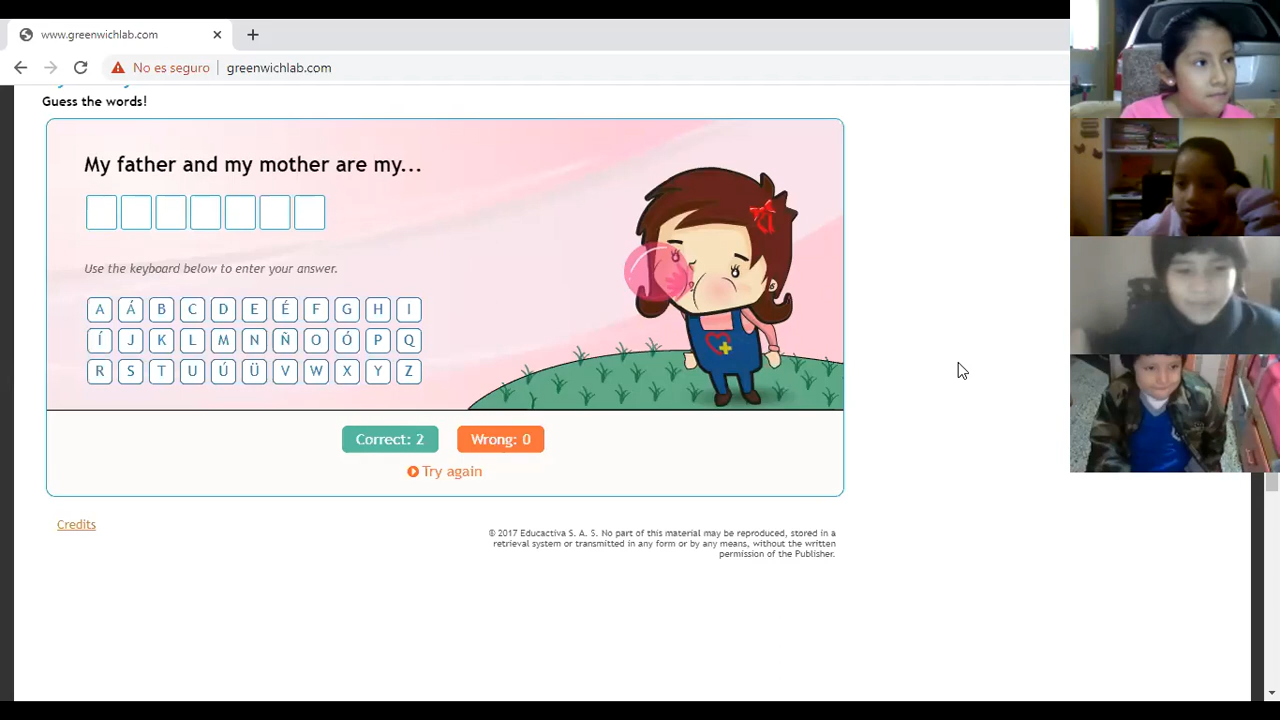 www.greenwichlab.com
No es seguro greenwichlab.com
Guess the words!
My father and my mother are my...
Use the keyboard below to enter your answer.
A Á B C D E É F G H I
Í J K L M N Ñ O Ó P Q
R S T U Ú Ü V W X Y Z
Correct: 2 Wrong: 0
Try again
Credits
© 2017 Educactiva S. A. S. No part of this material may be reproduced, stored in a
retrieval system or transmitted in any form or by any means, without the written
permission of the Publisher.